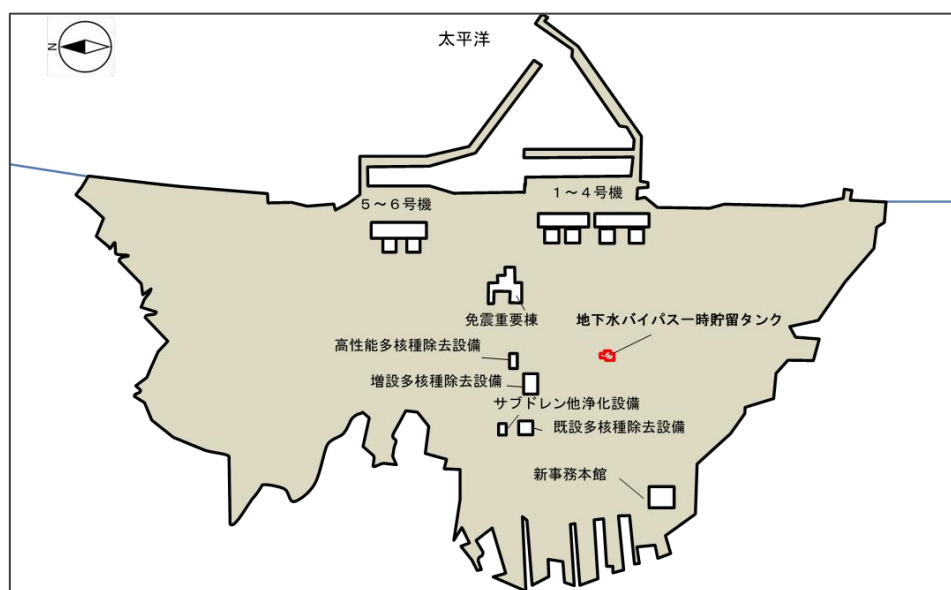 N
太平洋
5～6号機
1～4号機
免震重要棟
地下水バイパス一時貯留タンク
高性能多核種除去設備
増設多核種除去設備
サブドレン他浄化設備
既設多核種除去設備
新事務本館